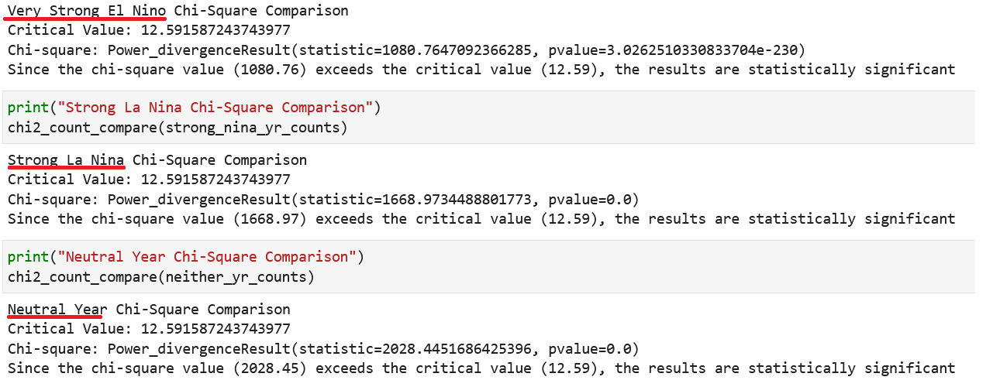 Very Strong El Nino Chi-Square Comparison
Critical Value: 12.591587243743977
Chi-square: Power_divergenceResult(statistic=1080.7647092366285, pvalue=3.0262510330833704e-230)
Since the chi-square value (1080.76) exceeds the critical value (12.59), the results are statistically significant
print("Strong La Nina Chi-Square Comparison")
chi2_count_compare(strong_nina_yr_counts)
Strong La Nina Chi-Square Comparison
Critical Value: 12.591587243743977
Chi-square: Power_divergenceResult(statistic=1668.9734488801773, pvalue=0.0)
Since the chi-square value (1668.97) exceeds the critical value (12.59), the results are statistically significant
print("Neutral Year Chi-Square Comparison")
chi2_count_compare(neither_yr_counts)
Neutral Year Chi-Square Comparison
Critical Value: 12.591587243743977
Chi-square: Power_divergenceResult(statistic=2028.4451686425396, pvalue=0.0)
Since the chi-square value (2028.45) exceeds the critical value (12.59), the results are statistically significant